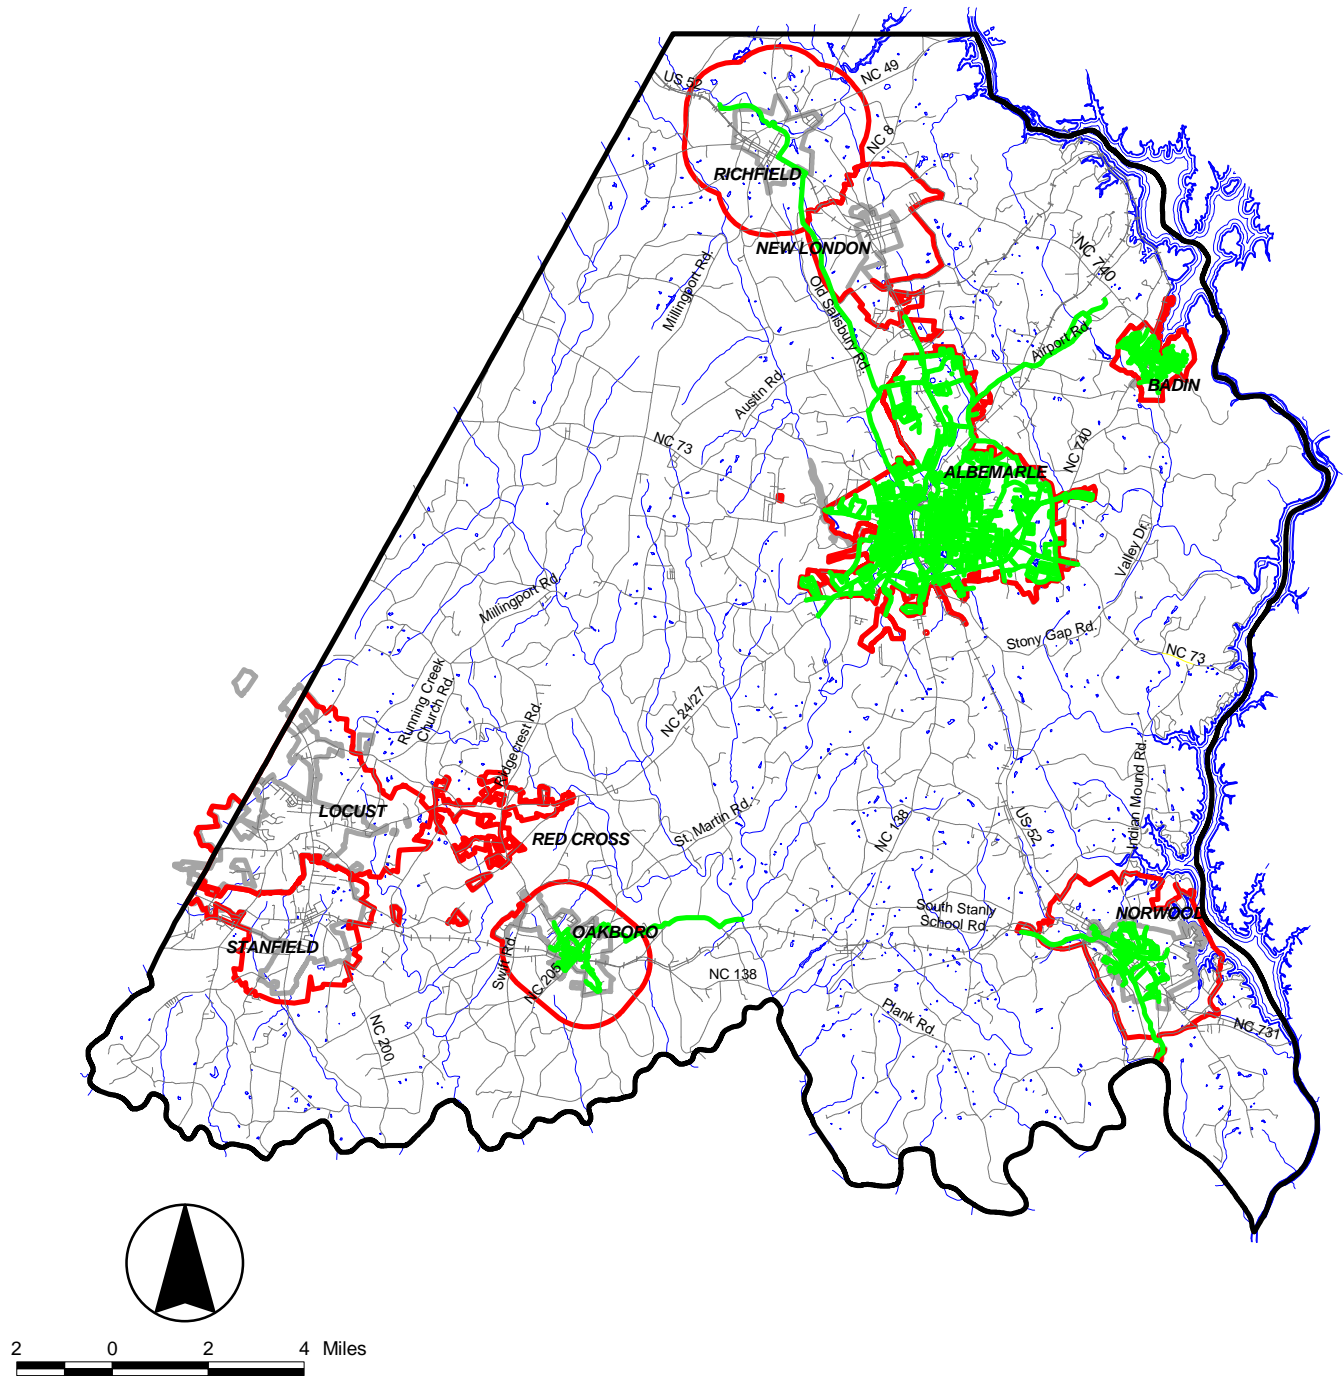 US 52
NC 49
NC 8
RICHFIELD
NEW LONDON
NC 740
Millingport Rd.
Old Salisbury Rd.
Airport Rd.
BADIN
Austin Rd.
NC 73
NC 740
ALBEMARLE
Valley Dr.
Millingport Rd.
Stony Gap Rd.
NC 73
Running Creek
Church Rd.
Ridgecrest Rd.
NC 24/27
Indian Mound Rd.
LOCUST
RED CROSS
St. Martin Rd.
NC 138
US 52
South Stanly
School Rd.
NORWOOD
OAKBORO
STANFIELD
Swift Rd.
NC 205
NC 138
Plank Rd.
NC 731
NC 200
2 0 2 4 Miles